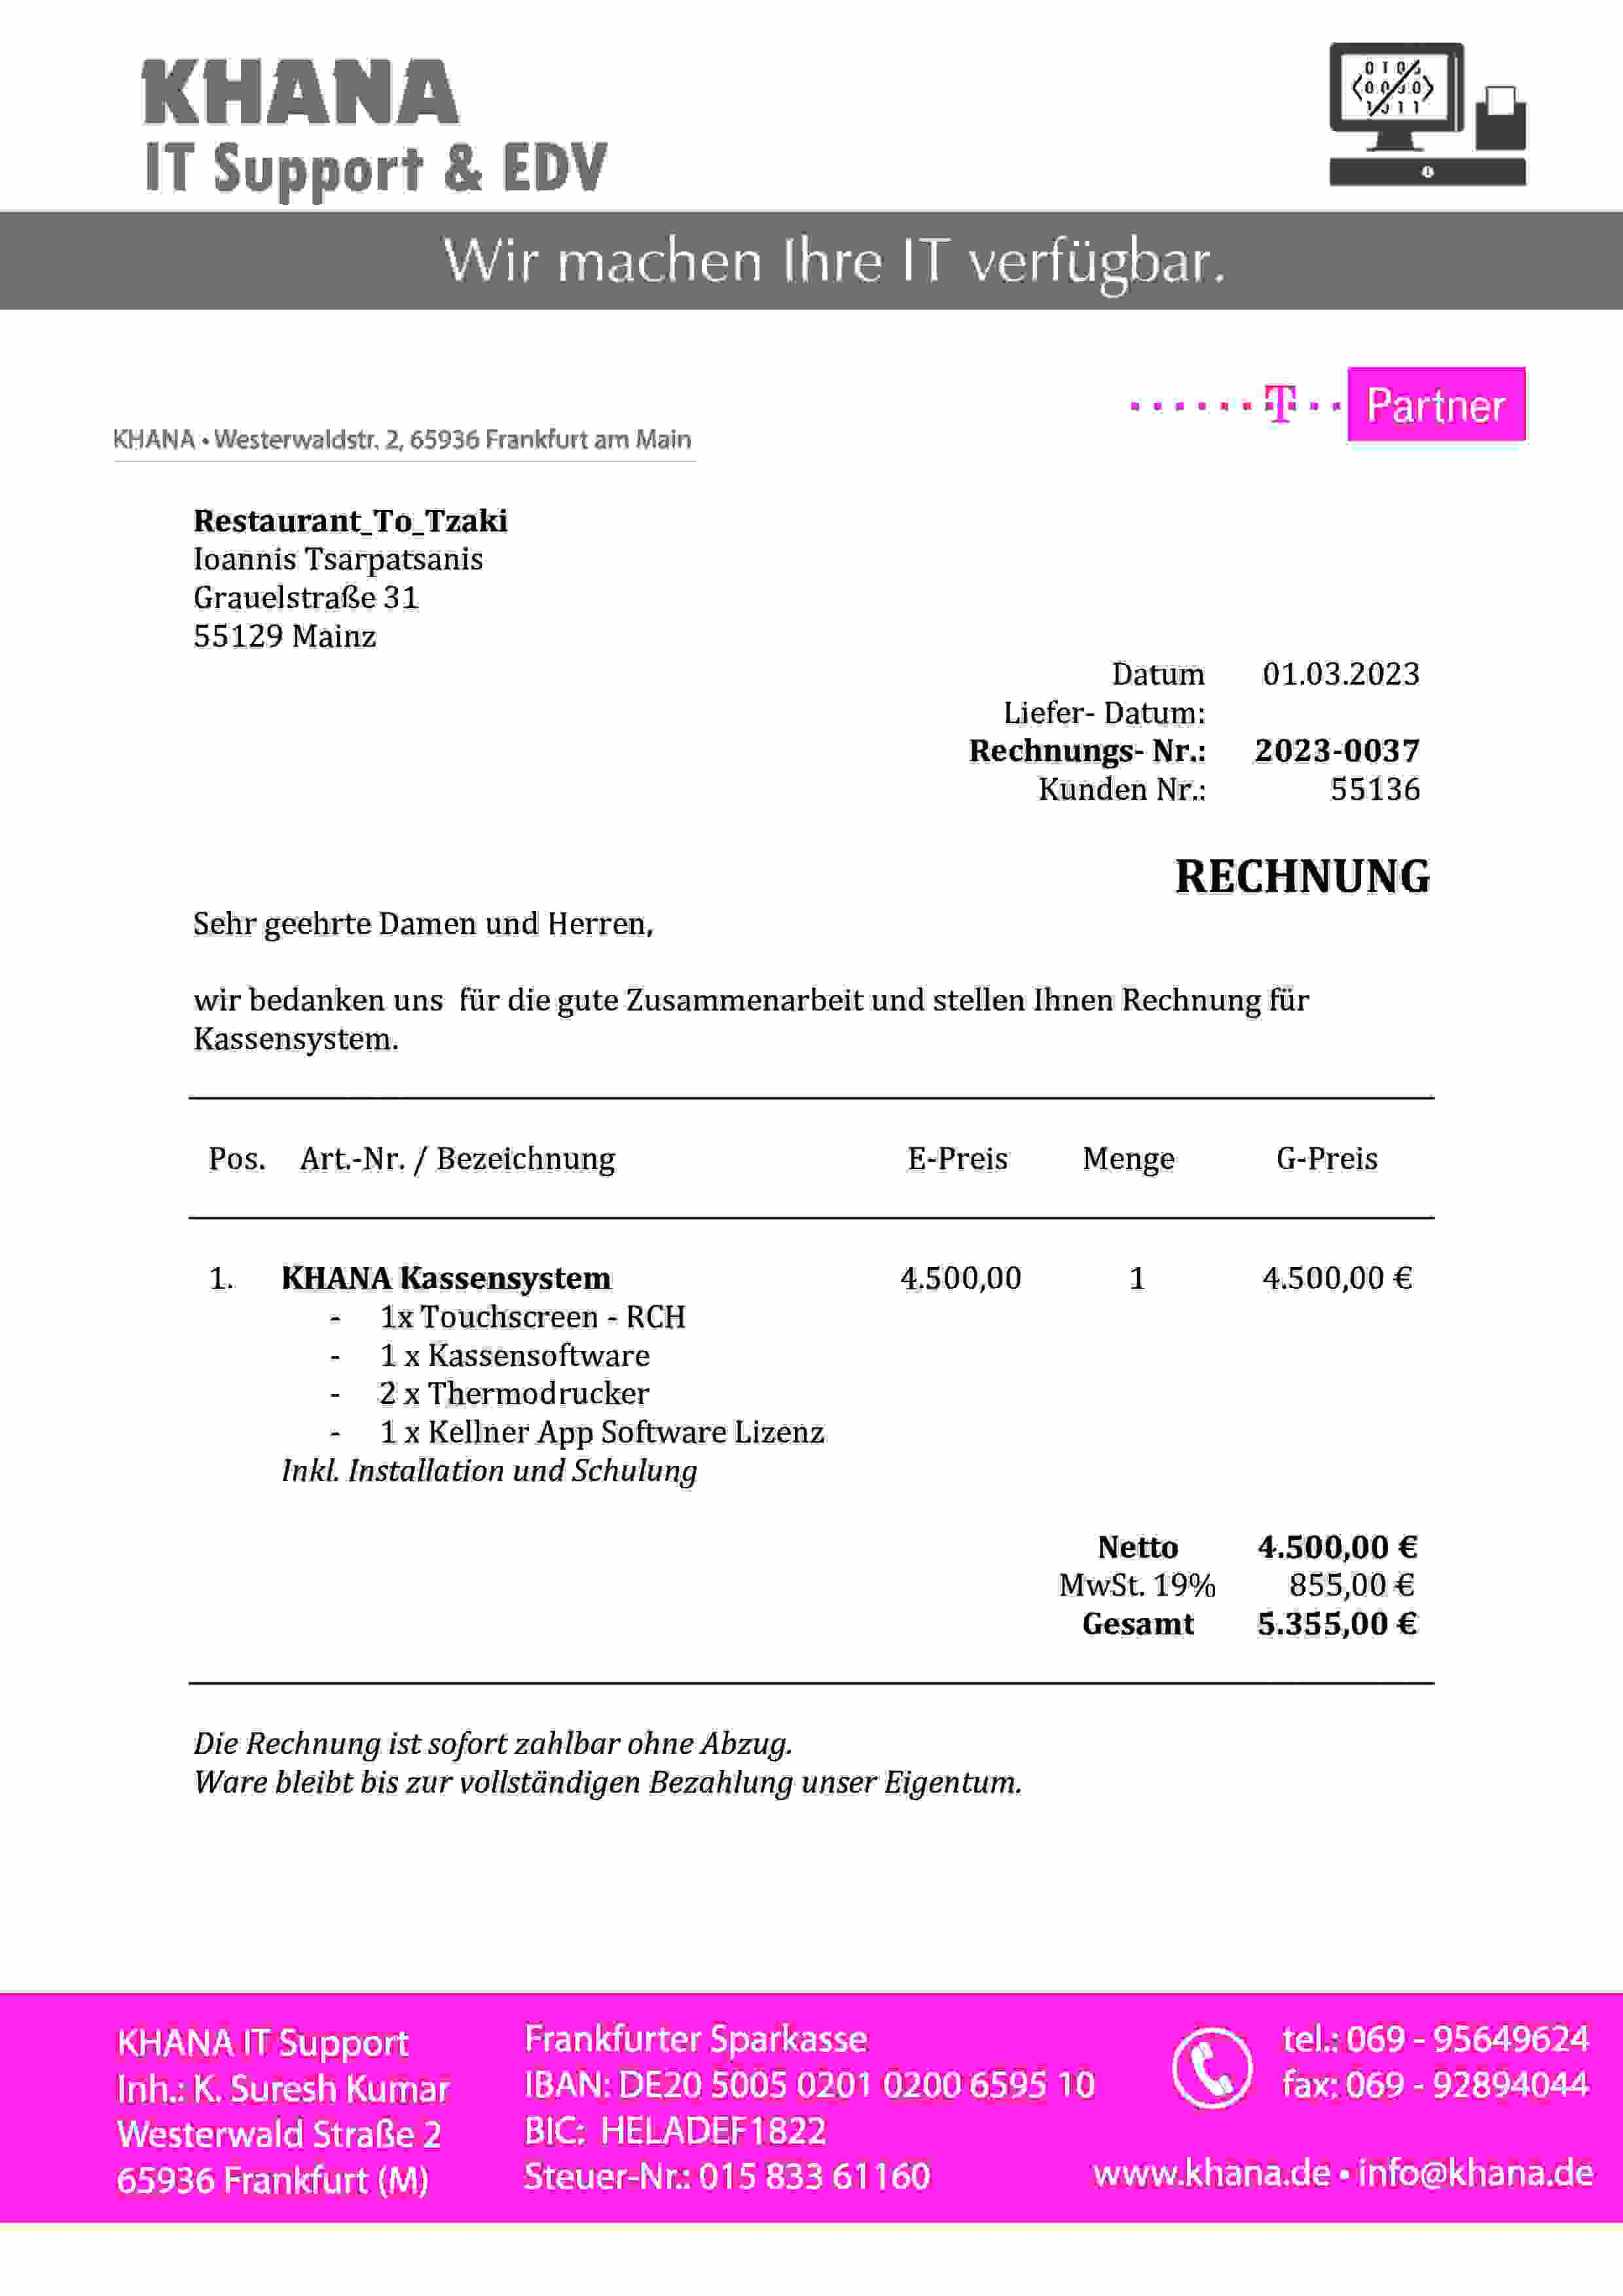 KHANA
IT Support & EDV
Wir machen Ihre IT verfügbar.
T Partner
KHANA • Westerwaldstr. 2, 65936 Frankfurt am Main
Restaurant_To_Tzaki
Ioannis Tsarpatsanis
Grauelstraße 31
55129 Mainz
Datum 01.03.2023
Liefer- Datum:
Rechnungs- Nr.: 2023-0037
Kunden Nr.: 55136
RECHNUNG
Sehr geehrte Damen und Herren,
wir bedanken uns für die gute Zusammenarbeit und stellen Ihnen Rechnung für
Kassensystem.
Pos. Art.-Nr. / Bezeichnung E-Preis Menge G-Preis
1. KHANA Kassensystem 4.500,00 1 4.500,00 €
- 1x Touchscreen - RCH
- 1 x Kassensoftware
- 2 x Thermodrucker
- 1 x Kellner App Software Lizenz
Inkl. Installation und Schulung
Netto 4.500,00 €
MwSt. 19% 855,00 €
Gesamt 5.355,00 €
Die Rechnung ist sofort zahlbar ohne Abzug.
Ware bleibt bis zur vollständigen Bezahlung unser Eigentum.
KHANA IT Support
Inh.: K. Suresh Kumar
Westerwald Straße 2
65936 Frankfurt (M)
Frankfurter Sparkasse
IBAN: DE20 5005 0201 0200 6595 10
BIC: HELADEF1822
Steuer-Nr.: 015 833 61160
tel.: 069 - 95649624
fax: 069 - 92894044
www.khana.de • info@khana.de